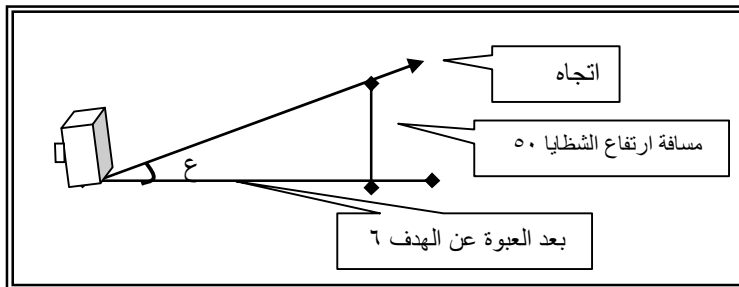 اتجاه
مسافة ارتفاع الشظايا ٥٠
ع
بعد العبوة عن الهدف ٦